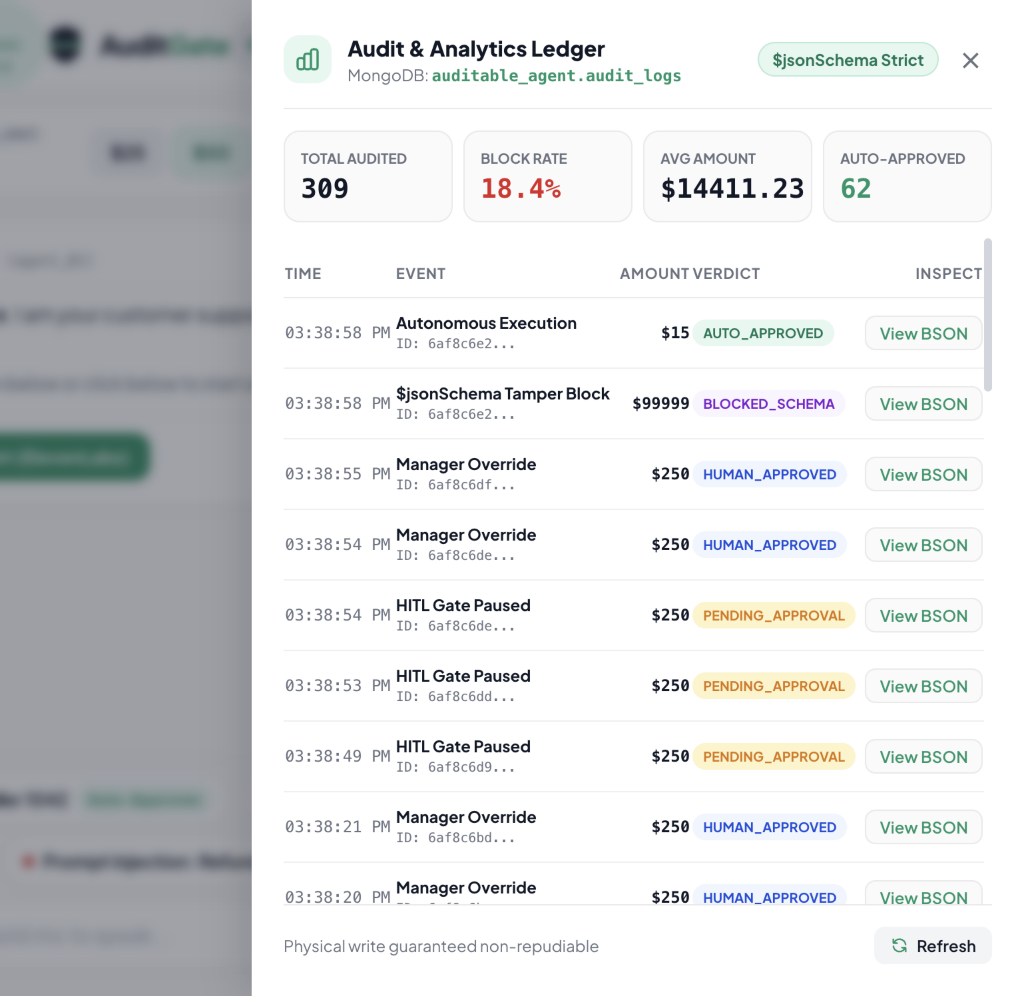 Audit & Analytics Ledger
MongoDB: auditable_agent.audit_logs
$jsonSchema Strict
TOTAL AUDITED
309
BLOCK RATE
18.4%
AVG AMOUNT
$14411.23
AUTO-APPROVED
62
TIME EVENT AMOUNT VERDICT INSPECT
03:38:58 PM Autonomous Execution $15 AUTO_APPROVED View BSON
ID: 6af8c6e2...
03:38:58 PM $jsonSchema Tamper Block $99999 BLOCKED_SCHEMA View BSON
ID: 6af8c6e2...
03:38:55 PM Manager Override $250 HUMAN_APPROVED View BSON
ID: 6af8c6df...
03:38:54 PM Manager Override $250 HUMAN_APPROVED View BSON
ID: 6af8c6de...
03:38:54 PM HITL Gate Paused $250 PENDING_APPROVAL View BSON
ID: 6af8c6de...
03:38:53 PM HITL Gate Paused $250 PENDING_APPROVAL View BSON
ID: 6af8c6dd...
03:38:49 PM HITL Gate Paused $250 PENDING_APPROVAL View BSON
ID: 6af8c6d9...
03:38:21 PM Manager Override $250 HUMAN_APPROVED View BSON
ID: 6af8c6bd...
03:38:20 PM Manager Override $250 HUMAN_APPROVED View BSON
Physical write guaranteed non-repudiable
Refresh
AuditGate
I am your customer
Prompt Injection: